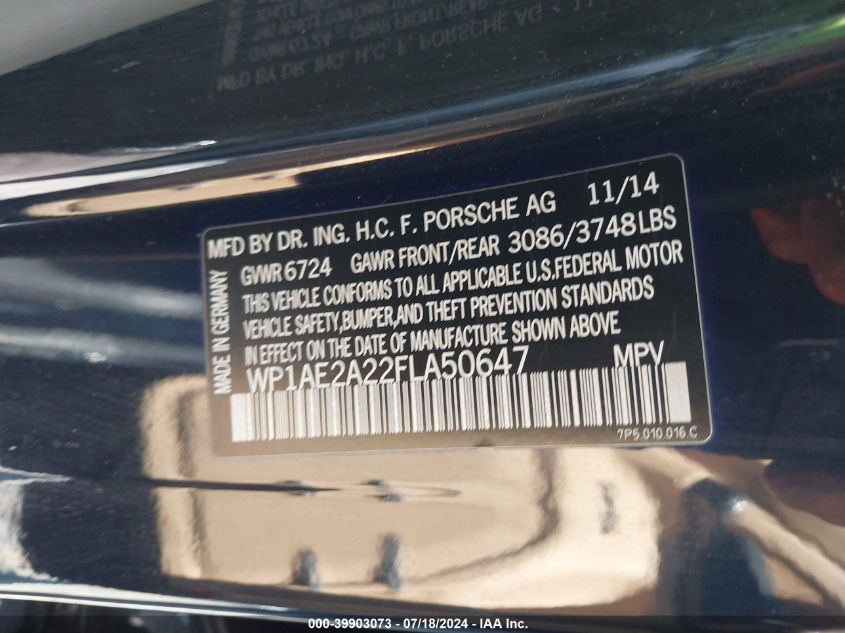 MFD BY DR. ING. H.C. F. PORSCHE AG 11/14
GVWR 6724 GAWR FRONT/REAR 3086/3748LBS
THIS VEHICLE CONFORMS TO ALL APPLICABLE U.S.FEDERAL MOTOR
VEHICLE SAFETY,BUMPER,AND THEFT PREVENTION STANDARDS
IN EFFECT ON THE DATE OF MANUFACTURE SHOWN ABOVE
WP1AE2A22FLA50647 MPV
MADE IN GERMANY
7P5.010.016.C
000-39903073 - 07/18/2024 - IAA Inc.